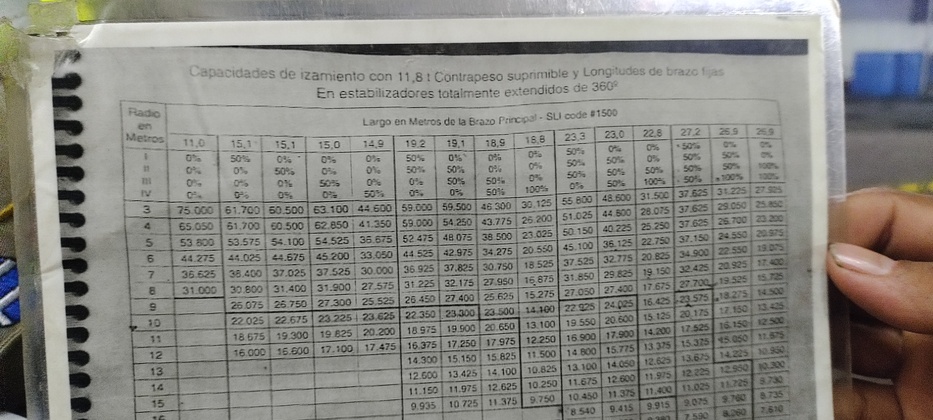 Capacidades de izamiento con 11,8 t Contrapeso suprimible y Longitudes de brazo fijas
En estabilizadores totalmente extendidos de 360º
Radio en Metros
Largo en Metros de la Brazo Principal - SLI code #1500
11,0 15,1 15,1 15,0 14,9 19,2 19,1 18,9 18,8 23,3 23,0 22,8 27,2 26,9 26,9
I 0% 50% 0% 0% 0% 50% 0% 0% 0% 50% 0% 0% 50% 0% 0%
II 0% 0% 50% 0% 0% 50% 50% 0% 0% 50% 50% 0% 50% 50% 100%
III 0% 0% 0% 50% 0% 0% 50% 50% 0% 50% 50% 50% 50% 50% 100%
IV 0% 0% 0% 0% 50% 0% 0% 50% 100% 0% 50% 100% 50% 100%
3 75.000 61.700 60.500 63.100 44.600 59.000 59.500 46.300 30.125 55.800 48.600 31.500 37.625 31.225 27.925
4 65.050 61.700 60.500 62.850 41.350 59.000 54.250 43.775 26.200 51.025 44.800 28.075 37.625 29.050 25.850
5 53.800 53.575 54.100 54.525 35.675 52.475 48.075 38.500 23.025 50.150 40.225 25.250 37.625 26.700 23.200
6 44.275 44.025 44.675 45.200 33.050 44.525 42.975 34.275 20.550 45.100 36.125 22.750 37.150 24.550 20.975
7 36.625 38.400 37.025 37.525 30.000 36.925 37.825 30.750 18.525 37.525 32.775 20.825 34.900 22.550 19.075
8 31.000 30.800 31.400 31.900 27.575 31.225 32.175 27.950 16.875 31.850 29.825 19.150 32.425 20.925 17.400
9 26.075 26.750 27.300 25.525 26.450 27.400 25.625 15.275 27.050 27.400 17.675 27.700 19.525 15.725
10 22.025 22.675 23.225 23.625 22.350 23.300 23.500 14.100 22.925 24.025 16.425 23.575 18.275 14.500
11 18.675 19.300 19.825 20.200 18.975 19.900 20.650 13.100 19.550 20.600 15.125 20.175 17.150 13.425
12 16.000 16.600 17.100 17.475 16.375 17.250 17.975 12.250 16.900 17.900 14.200 17.525 16.150 12.500
13 14.300 15.150 15.825 11.500 14.800 15.775 13.375 15.375 11.675
14 12.600 13.425 14.100 10.825 13.100 14.050 12.625 13.675 14.225
15 11.150 11.975 12.625 10.250 11.675 12.600 11.975 12.225 12.950 10.300
9.935 10.725 11.375 9.750 10.450 11.375 11.400 11.025 11.725 9.730
8.540 9.415 9.915 9.075 9.760 8.735
7.590 8.260 7.610